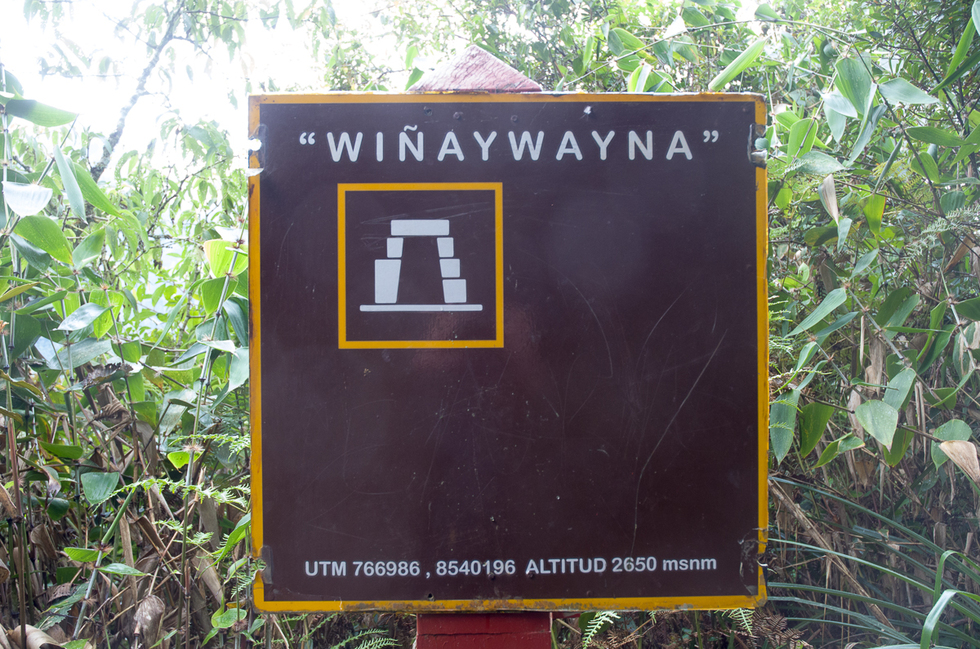 “WIÑAYWAYNA”
UTM 766986 , 8540196 ALTITUD 2650 msnm